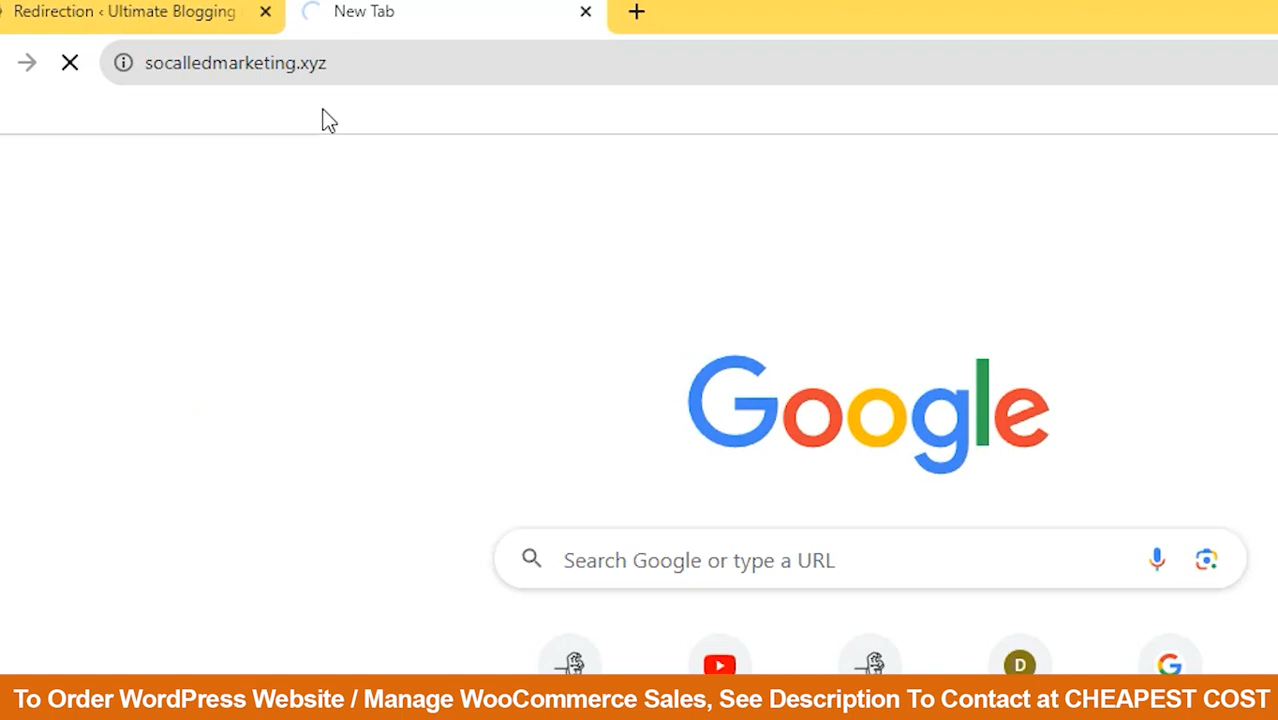 Redirection ‹ Ultimate Blogging
New Tab
socalledmarketing.xyz
Google
Search Google or type a URL
D
To Order WordPress Website / Manage WooCommerce Sales, See Description To Contact at CHEAPEST COST